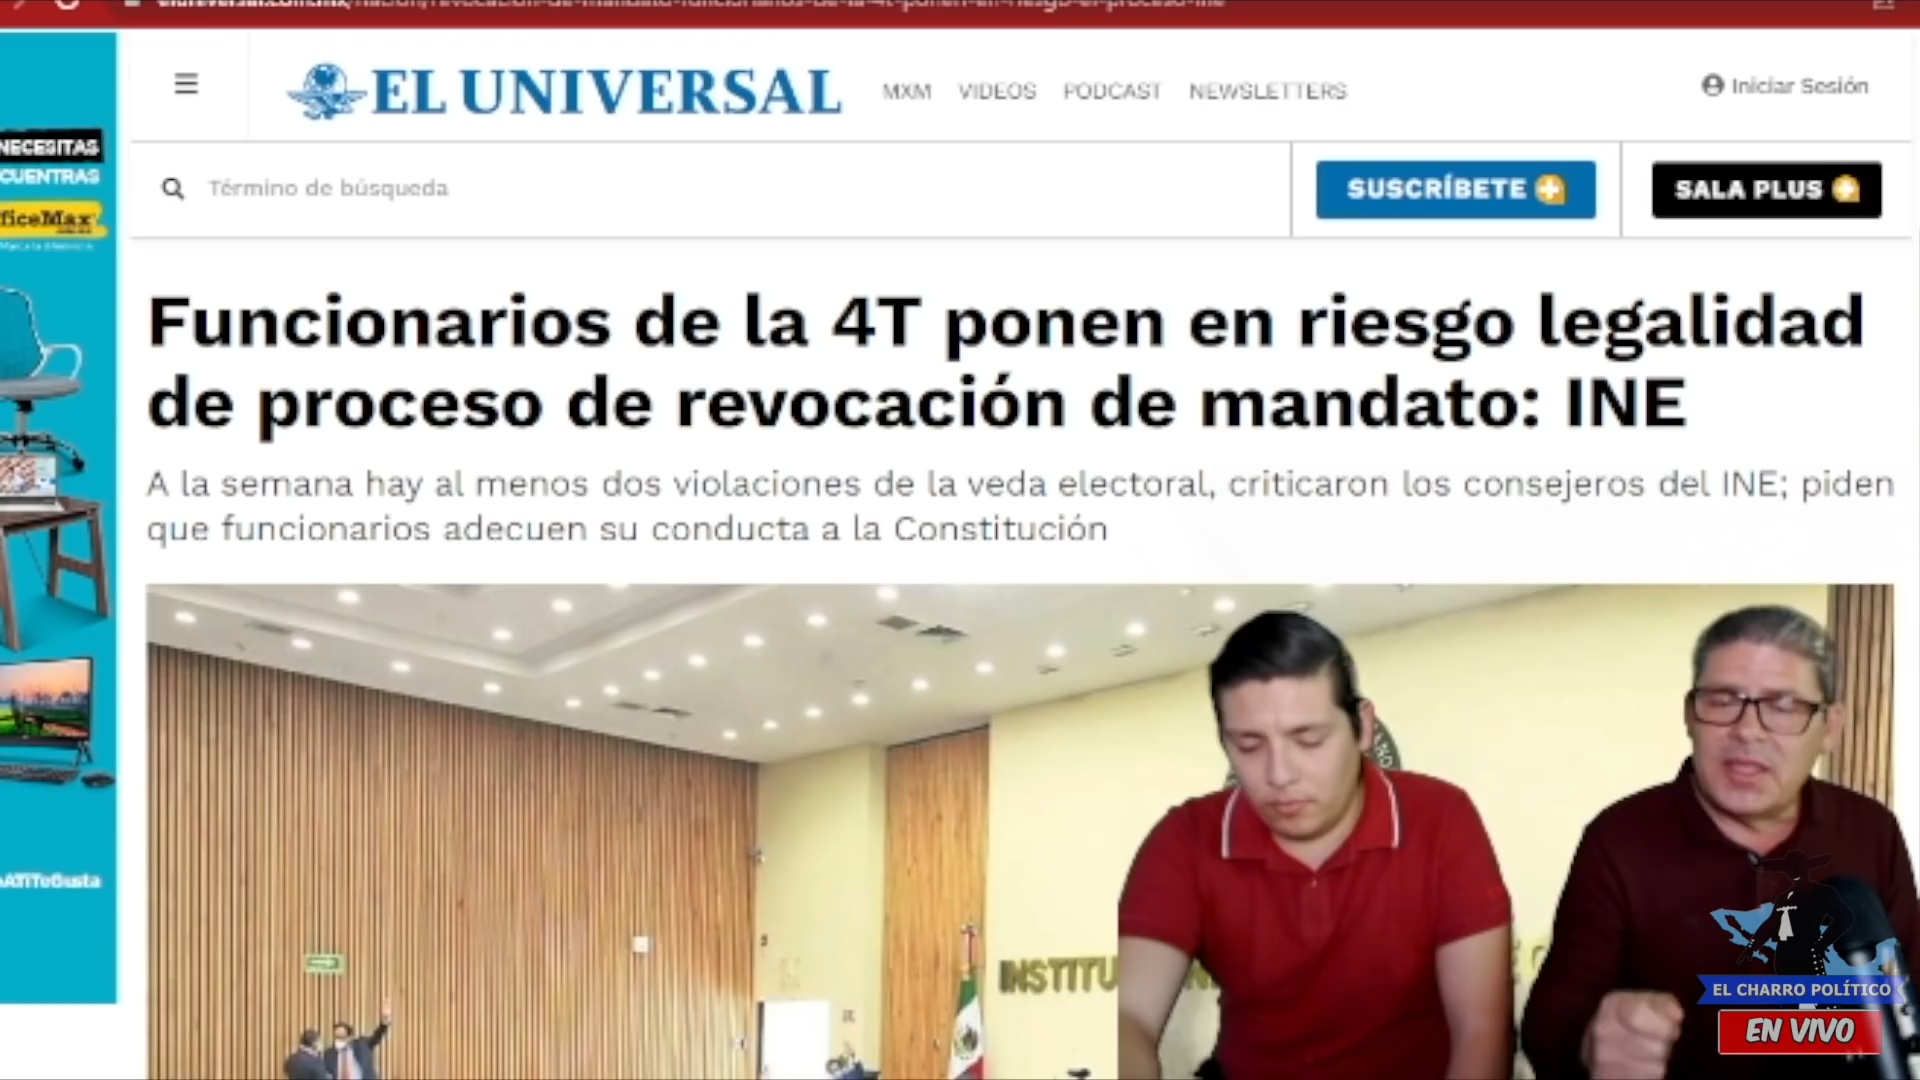 EL UNIVERSAL
MXM VIDEOS PODCAST NEWSLETTERS
Iniciar Sesión
NECESITAS
CUENTRAS
ficeMax
Término de búsqueda
SUSCRÍBETE
SALA PLUS
Funcionarios de la 4T ponen en riesgo legalidad
de proceso de revocación de mandato: INE
A la semana hay al menos dos violaciones de la veda electoral, criticaron los consejeros del INE; piden
que funcionarios adecuen su conducta a la Constitución
ATiTeGusta
INSTITU
EL CHARRO POLÍTICO
EN VIVO